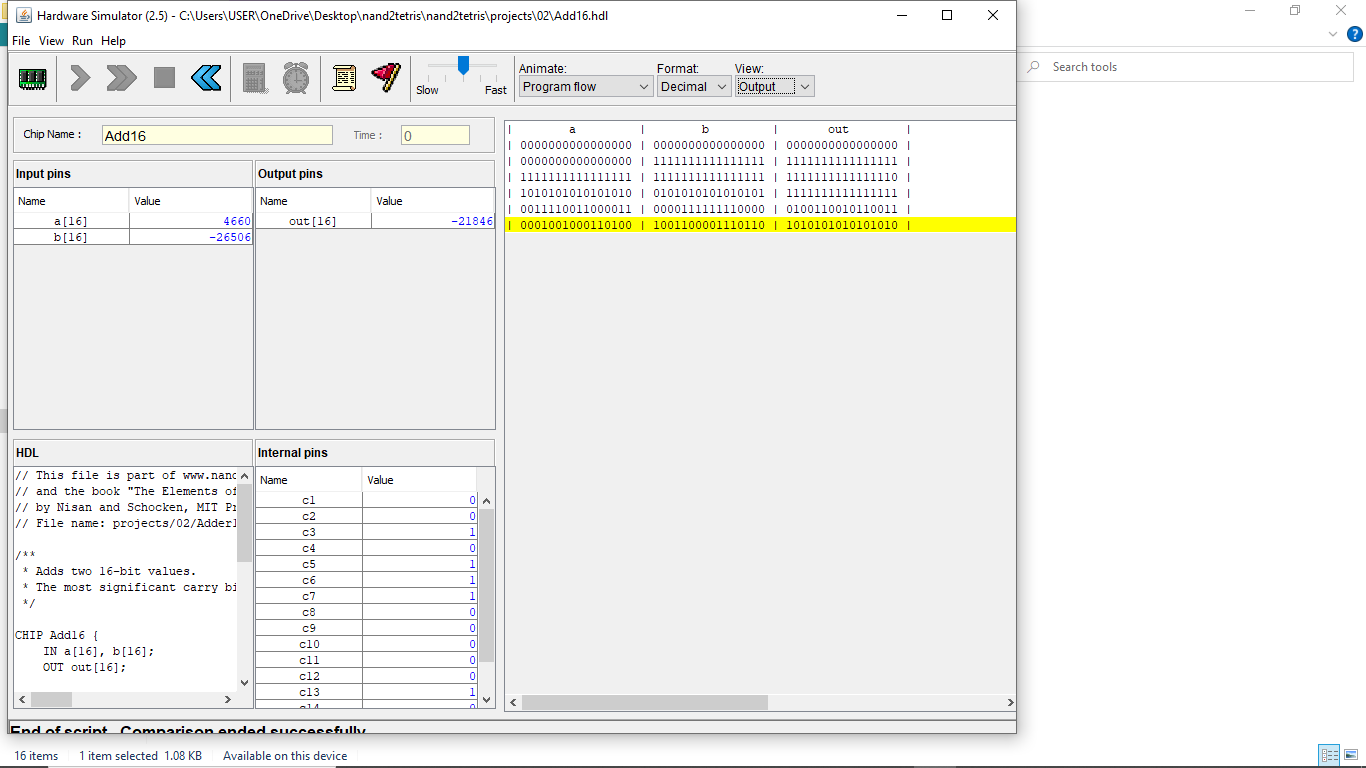 Hardware Simulator (2.5) - C:\Users\USER\OneDrive\Desktop\nand2tetris\nand2tetris\projects\02\Add16.hdl
File View Run Help
Slow Fast
Animate: Format: View:
Program flow Decimal Output
Search tools
Chip Name : Add16 Time : 0
Input pins
Name Value
a[16] 4660
b[16] -26506
Output pins
Name Value
out[16] -21846
| a | b | out |
| 0000000000000000 | 0000000000000000 | 0000000000000000 |
| 0000000000000000 | 1111111111111111 | 1111111111111111 |
| 1111111111111111 | 1111111111111111 | 1111111111111110 |
| 1010101010101010 | 0101010101010101 | 1111111111111111 |
| 0011110011000011 | 0000111111110000 | 0100110010110011 |
| 0001001000110100 | 1001100001110110 | 1010101010101010 |
HDL
// This file is part of www.nand
// and the book "The Elements of
// by Nisan and Schocken, MIT Pr
// File name: projects/02/Adder1
/**
* Adds two 16-bit values.
* The most significant carry bi
*/
CHIP Add16 {
IN a[16], b[16];
OUT out[16];
Internal pins
Name Value
c1 0
c2 0
c3 1
c4 0
c5 1
c6 1
c7 1
c8 0
c9 0
c10 0
c11 0
c12 0
c13 1
c14 0
End of script - Comparison ended successfully
16 items 1 item selected 1.08 KB Available on this device